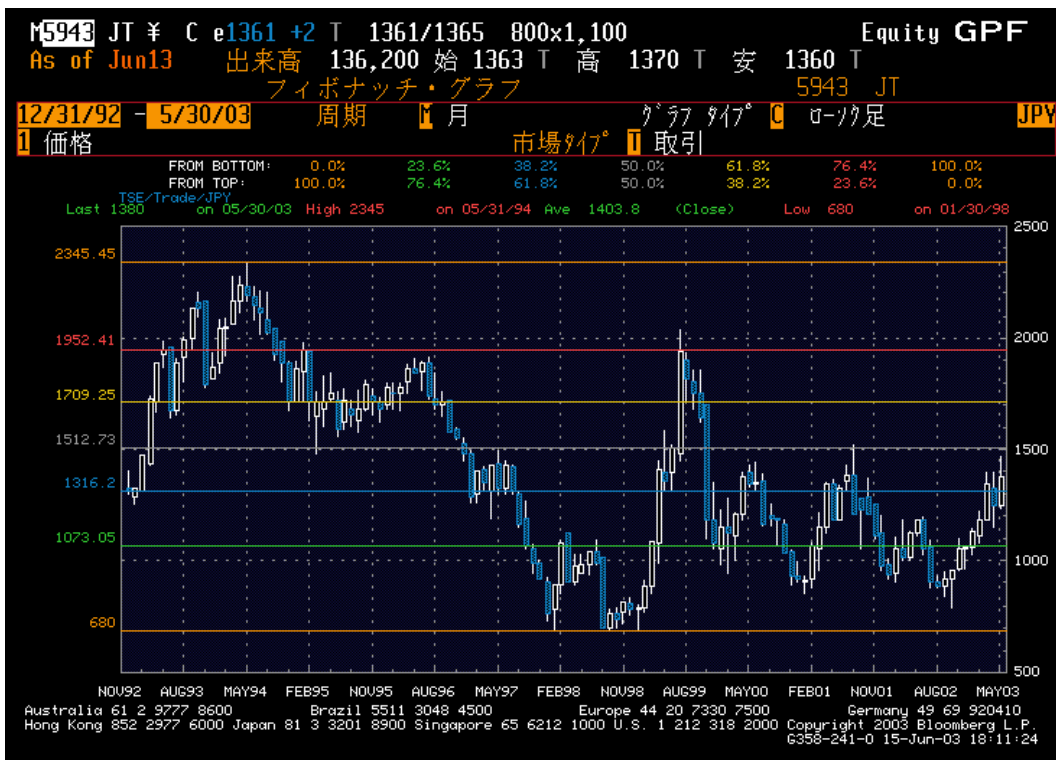 M5943 JT ¥ C e1361 +2 T 1361/1365 800x1,100 Equity GPF
As of Jun13 出来高 136,200 始 1363 T 高 1370 T 安 1360 T
フィボナッチ・グラフ 5943 JT
12/31/92 - 5/30/03 周期 M 月 グラフ タイプ C ローソク足 JPY
1 価格 市場タイプ T 取引
FROM BOTTOM: 0.0% 23.6% 38.2% 50.0% 61.8% 76.4% 100.0%
FROM TOP: 100.0% 76.4% 61.8% 50.0% 38.2% 23.6% 0.0%
TSE/Trade/JPY
Last 1380 on 05/30/03 High 2345 on 05/31/94 Ave 1403.8 (Close) Low 680 on 01/30/98
2500
2345.45
2000
1952.41
1709.25
1512.73
1500
1316.2
1073.05
1000
680
500
NOV92 AUG93 MAY94 FEB95 NOV95 AUG96 MAY97 FEB98 NOV98 AUG99 MAY00 FEB01 NOV01 AUG02 MAY03
Australia 61 2 9777 8600 Brazil 5511 3048 4500 Europe 44 20 7330 7500 Germany 49 69 920410
Hong Kong 852 2977 6000 Japan 81 3 3201 8900 Singapore 65 6212 1000 U.S. 1 212 318 2000 Copyright 2003 Bloomberg L.P.
G358-241-0 15-Jun-03 18:11:24